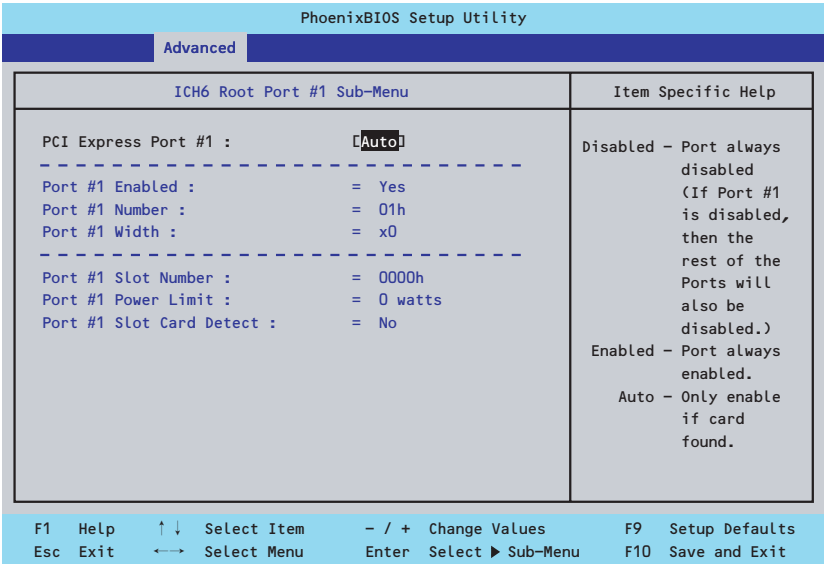 PhoenixBIOS Setup Utility
Advanced
ICH6 Root Port #1 Sub-Menu
Item Specific Help
PCI Express Port #1 : [Auto]
Port #1 Enabled : = Yes
Port #1 Number : = 01h
Port #1 Width : = x0
Port #1 Slot Number : = 0000h
Port #1 Power Limit : = 0 watts
Port #1 Slot Card Detect : = No
Disabled – Port always
disabled
(If Port #1
is disabled,
then the
rest of the
Ports will
also be
disabled.)
Enabled – Port always
enabled.
Auto – Only enable
if card
found.
F1 Help ↑↓ Select Item – / + Change Values F9 Setup Defaults
Esc Exit ←→ Select Menu Enter Select ▶ Sub-Menu F10 Save and Exit